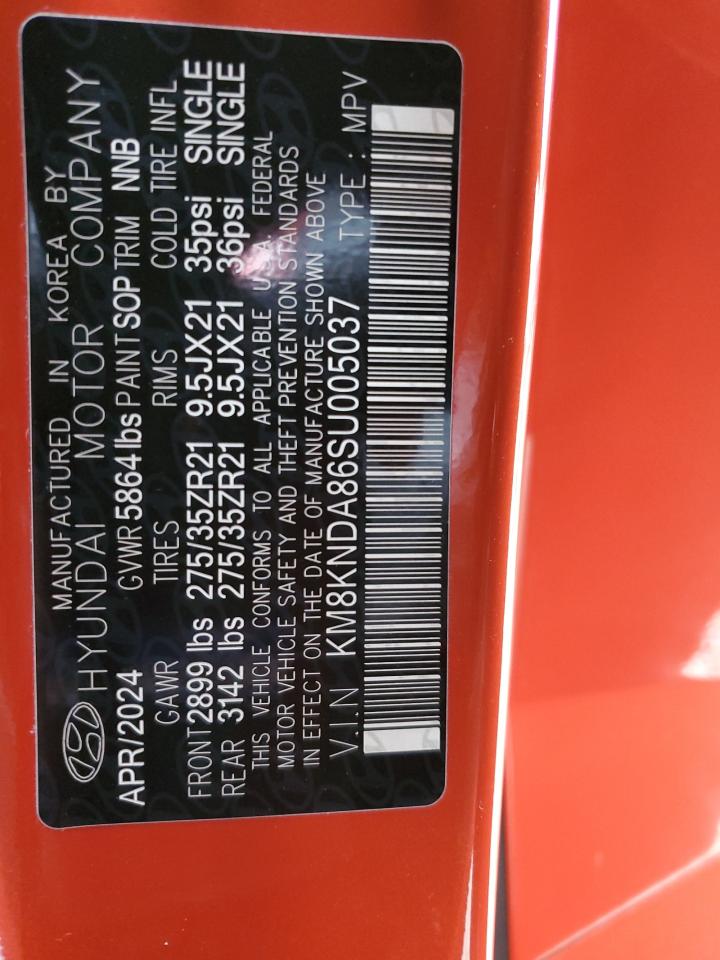 MANUFACTURED IN KOREA BY
HYUNDAI MOTOR COMPANY
APR/2024 GVWR 5864 lbs PAINT SOP TRIM NNB
GAWR TIRES RIMS COLD TIRE INFL
FRONT 2899 lbs 275/35ZR21 9.5JX21 35psi SINGLE
REAR 3142 lbs 275/35ZR21 9.5JX21 36psi SINGLE
THIS VEHICLE CONFORMS TO ALL APPLICABLE U.S.A. FEDERAL
MOTOR VEHICLE SAFETY AND THEFT PREVENTION STANDARDS
IN EFFECT ON THE DATE OF MANUFACTURE SHOWN ABOVE
V.I.N KM8KNDA86SU005037 TYPE : MPV